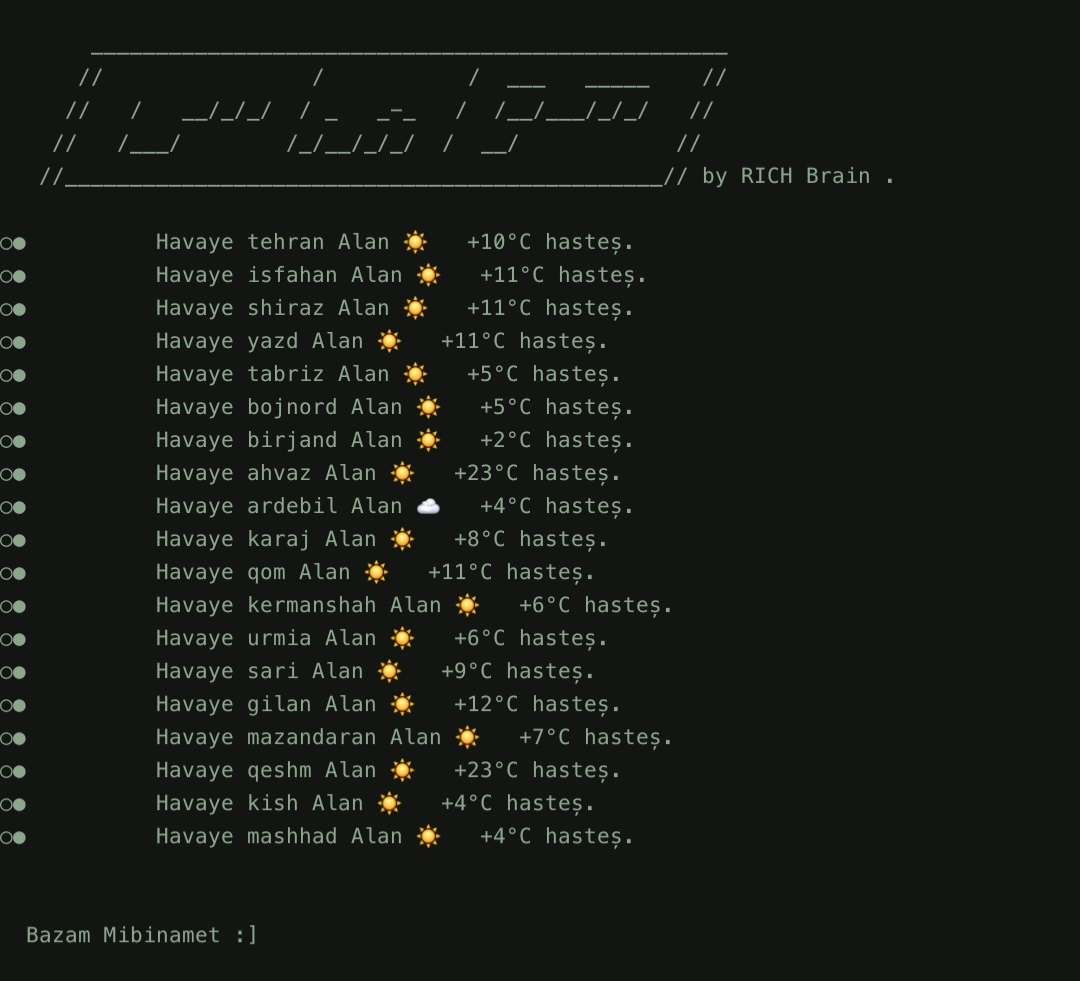 by RICH Brain .
○● Havaye tehran Alan ☀️ +10°C hasteș.
○● Havaye isfahan Alan ☀️ +11°C hasteș.
○● Havaye shiraz Alan ☀️ +11°C hasteș.
○● Havaye yazd Alan ☀️ +11°C hasteș.
○● Havaye tabriz Alan ☀️ +5°C hasteș.
○● Havaye bojnord Alan ☀️ +5°C hasteș.
○● Havaye birjand Alan ☀️ +2°C hasteș.
○● Havaye ahvaz Alan ☀️ +23°C hasteș.
○● Havaye ardebil Alan ☁️ +4°C hasteș.
○● Havaye karaj Alan ☀️ +8°C hasteș.
○● Havaye qom Alan ☀️ +11°C hasteș.
○● Havaye kermanshah Alan ☀️ +6°C hasteș.
○● Havaye urmia Alan ☀️ +6°C hasteș.
○● Havaye sari Alan ☀️ +9°C hasteș.
○● Havaye gilan Alan ☀️ +12°C hasteș.
○● Havaye mazandaran Alan ☀️ +7°C hasteș.
○● Havaye qeshm Alan ☀️ +23°C hasteș.
○● Havaye kish Alan ☀️ +4°C hasteș.
○● Havaye mashhad Alan ☀️ +4°C hasteș.
Bazam Mibinamet :]